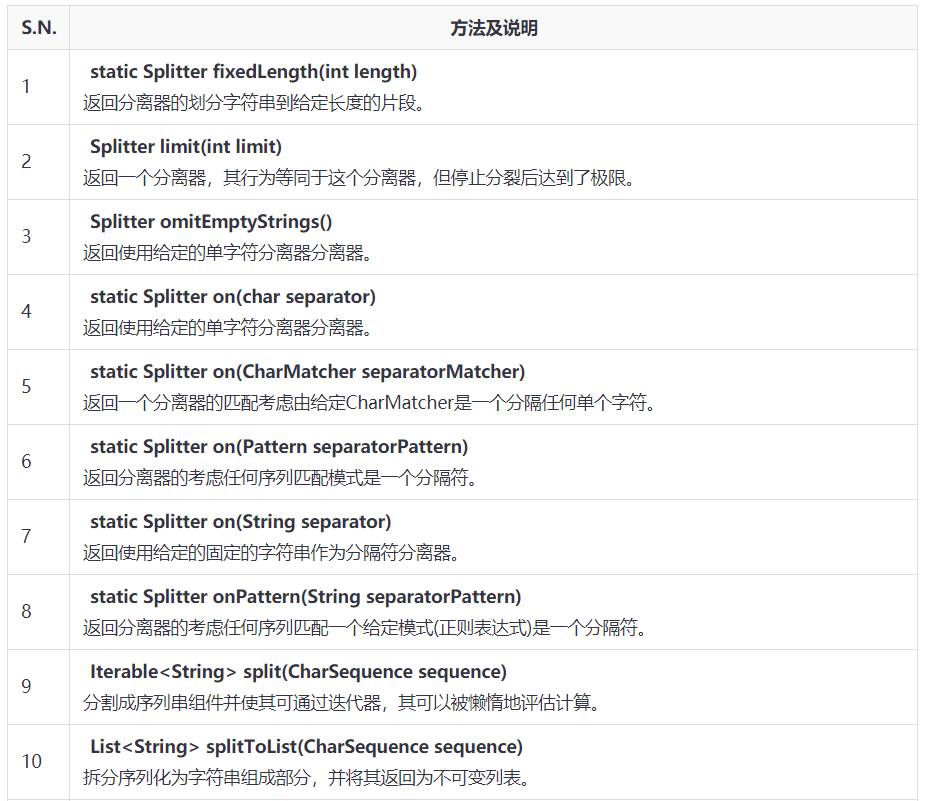 S.N. 方法及说明
1 static Splitter fixedLength(int length)
返回分离器的划分字符串到给定长度的片段。
2 Splitter limit(int limit)
返回一个分离器，其行为等同于这个分离器，但停止分裂后达到了极限。
3 Splitter omitEmptyStrings()
返回使用给定的单字符分离器分离器。
4 static Splitter on(char separator)
返回使用给定的单字符分离器分离器。
5 static Splitter on(CharMatcher separatorMatcher)
返回一个分离器的匹配考虑由给定CharMatcher是一个分隔任何单个字符。
6 static Splitter on(Pattern separatorPattern)
返回分离器的考虑任何序列匹配模式是一个分隔符。
7 static Splitter on(String separator)
返回使用给定的固定的字符串作为分隔符分离器。
8 static Splitter onPattern(String separatorPattern)
返回分离器的考虑任何序列匹配一个给定模式(正则表达式)是一个分隔符。
9 Iterable<String> split(CharSequence sequence)
分割成序列串组件并使其可通过迭代器，其可以被懒惰地评估计算。
10 List<String> splitToList(CharSequence sequence)
拆分序列化为字符串组成部分，并将其返回为不可变列表。